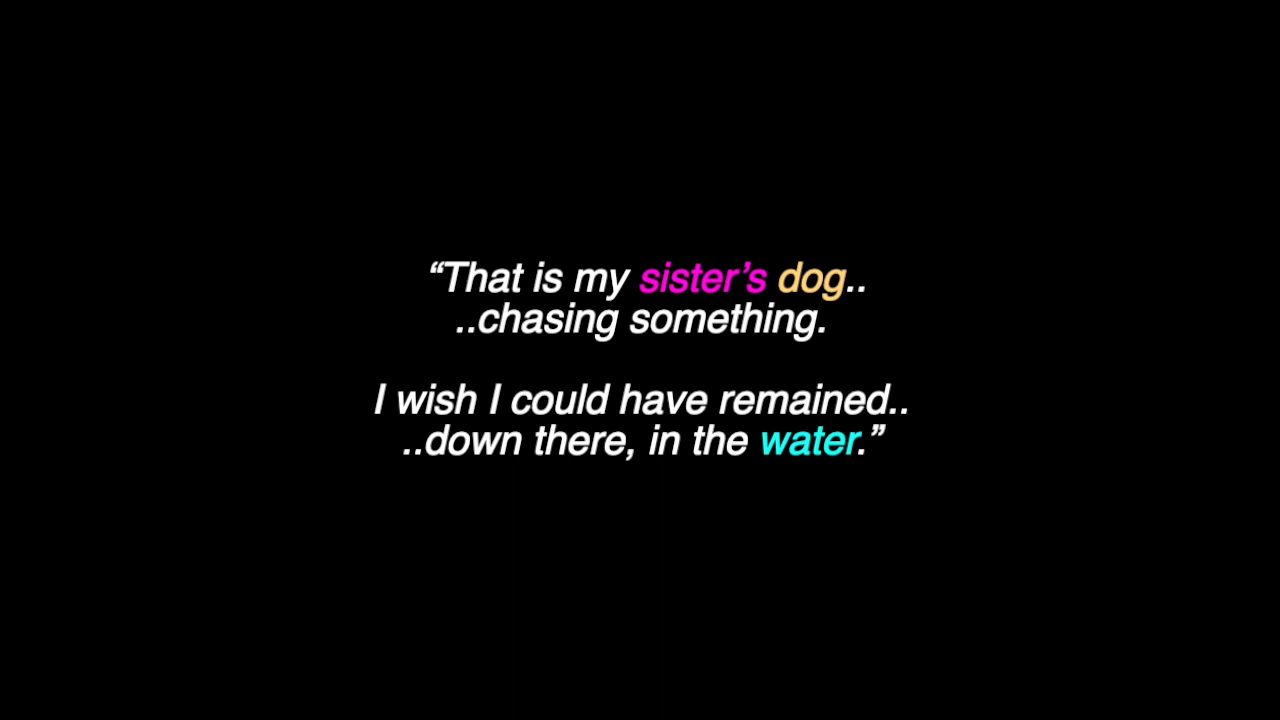 “That is my sister’s dog..
..chasing something.
I wish I could have remained..
..down there, in the water.”